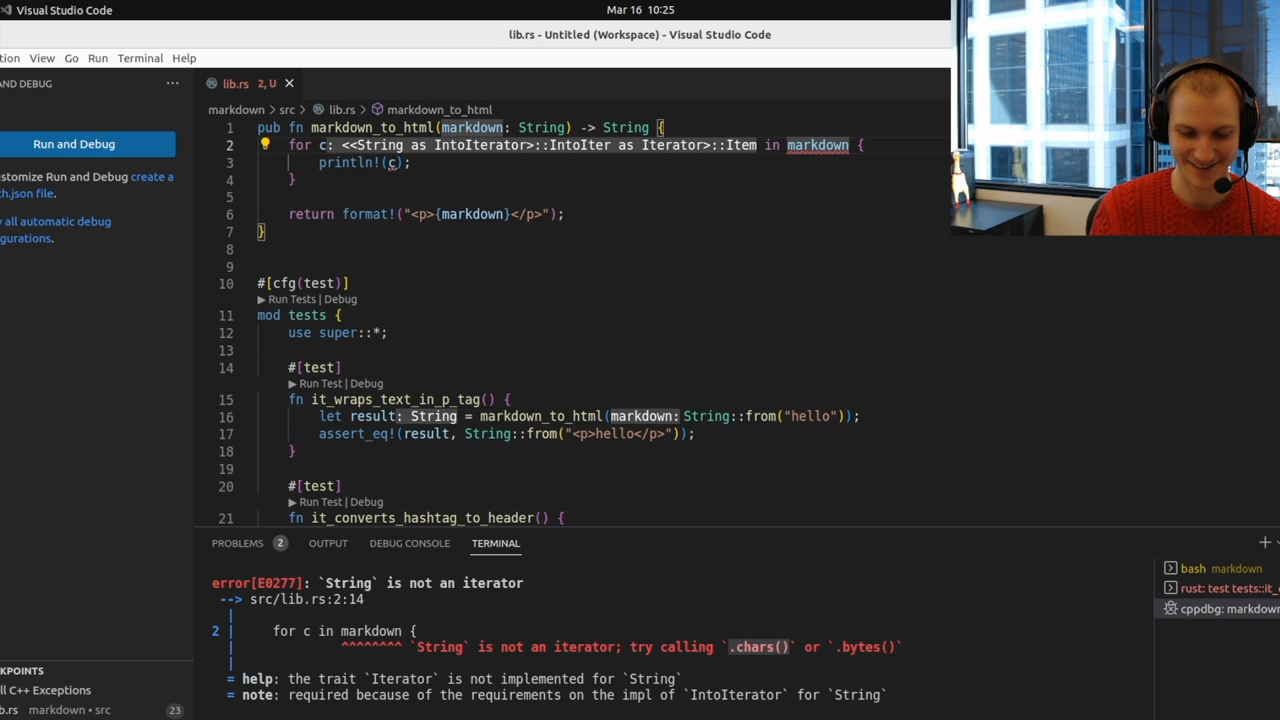 Visual Studio Code
Mar 16 10:25
lib.rs - Untitled (Workspace) - Visual Studio Code
tion View Go Run Terminal Help
AND DEBUG
lib.rs 2, U
markdown > src > lib.rs > markdown_to_html
Run and Debug
ustomize Run and Debug create a
ch.json file.
w all automatic debug
gurations.
1 pub fn markdown_to_html(markdown: String) -> String {
2 for c: <<String as IntoIterator>::IntoIter as Iterator>::Item in markdown {
3 println!(c);
4 }
5
6 return format!("<p>{markdown}</p>");
7 }
8
9
10 #[cfg(test)]
▶ Run Tests | Debug
11 mod tests {
12 use super::*;
13
14 #[test]
▶ Run Test | Debug
15 fn it_wraps_text_in_p_tag() {
16 let result: String = markdown_to_html(markdown:String::from("hello"));
17 assert_eq!(result, String::from("<p>hello</p>"));
18 }
19
20 #[test]
▶ Run Test | Debug
21 fn it_converts_hashtag_to_header() {
PROBLEMS 2 OUTPUT DEBUG CONSOLE TERMINAL
error[E0277]: `String` is not an iterator
--> src/lib.rs:2:14
|
2 | for c in markdown {
| ^^^^^^^^ `String` is not an iterator; try calling `.chars()` or `.bytes()`
|
= help: the trait `Iterator` is not implemented for `String`
= note: required because of the requirements on the impl of `IntoIterator` for `String`
bash markdown
rust: test tests::it_c
cppdbg: markdown
KPOINTS
ll C++ Exceptions
b.rs markdown • src 23